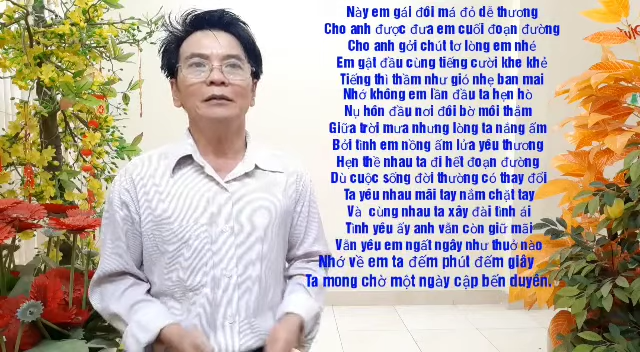 Này em gái đôi má đỏ dễ thương
Cho anh được đưa em cuối đoạn đường
Cho anh gởi chút tơ lòng em nhé
Em gật đầu cùng tiếng cười khe khẻ
Tiếng thì thầm như gió nhẹ ban mai
Nhớ không em lần đầu ta hẹn hò
Nụ hôn đầu nơi đôi bờ môi thắm
Giữa trời mưa nhưng lòng ta nắng ấm
Bởi tình em nồng ấm lửa yêu thương
Hẹn thề nhau ta đi hết đoạn đường
Dù cuộc sống đời thường có thay đổi
Ta yêu nhau mãi tay nắm chặt tay
Và cùng nhau ta xây đài tình ái
Tình yêu ấy anh vẫn còn giữ mãi
Vẫn yêu em ngất ngây như thuở nào
Nhớ về em ta đếm phút đếm giây
Ta mong chờ một ngày cập bến duyên.